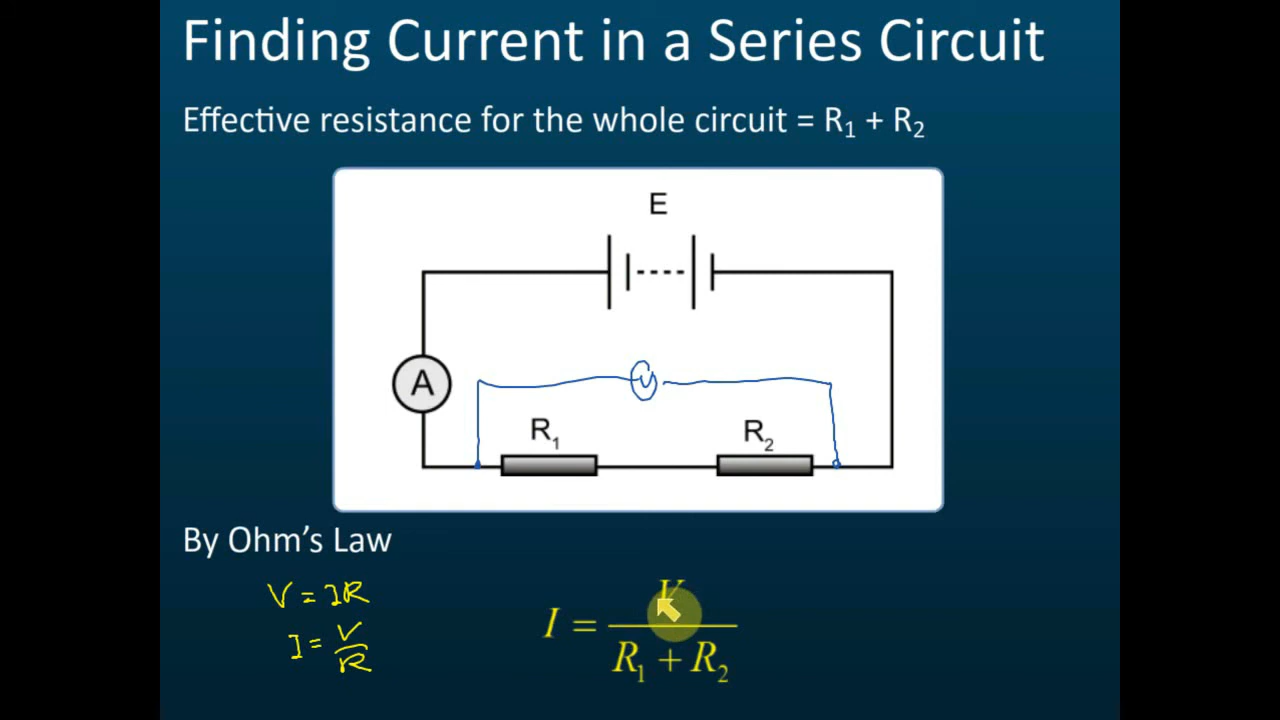 Finding Current in a Series Circuit
Effective resistance for the whole circuit = R₁ + R₂
E
V
A
R₁
R₂
By Ohm’s Law
V = IR
I = V/R
I = V/(R₁ + R₂)